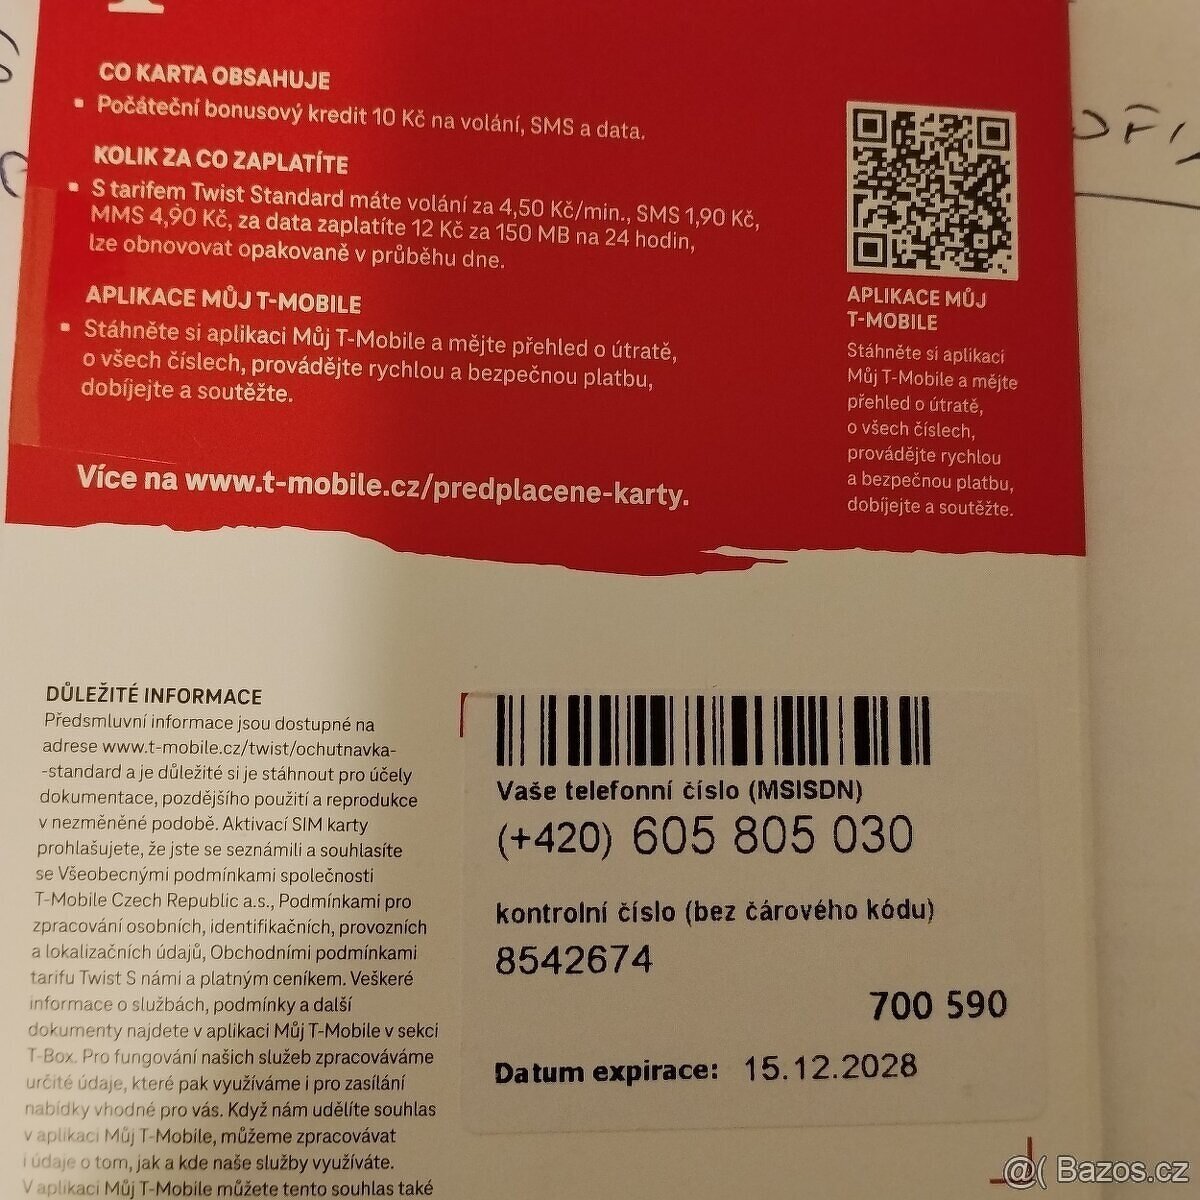 CO KARTA OBSAHUJE
▪ Počáteční bonusový kredit 10 Kč na volání, SMS a data.
KOLIK ZA CO ZAPLATÍTE
▪ S tarifem Twist Standard máte volání za 4,50 Kč/min., SMS 1,90 Kč,
MMS 4,90 Kč, za data zaplatíte 12 Kč za 150 MB na 24 hodin,
lze obnovovat opakovaně v průběhu dne.
APLIKACE MŮJ T-MOBILE
▪ Stáhněte si aplikaci Můj T-Mobile a mějte přehled o útratě,
o všech číslech, provádějte rychlou a bezpečnou platbu,
dobíjejte a soutěžte.
Více na www.t-mobile.cz/predplacene-karty.
APLIKACE MŮJ
T-MOBILE
Stáhněte si aplikaci
Můj T-Mobile a mějte
přehled o útratě,
o všech číslech,
provádějte rychlou
a bezpečnou platbu,
dobíjejte a soutěžte.
DŮLEŽITÉ INFORMACE
Předsmluvní informace jsou dostupné na
adrese www.t-mobile.cz/twist/ochutnavka-
-standard a je důležité si je stáhnout pro účely
dokumentace, pozdějšího použití a reprodukce
v nezměněné podobě. Aktivací SIM karty
prohlašujete, že jste se seznámili a souhlasíte
se Všeobecnými podmínkami společnosti
T-Mobile Czech Republic a.s., Podmínkami pro
zpracování osobních, identifikačních, provozních
a lokalizačních údajů, Obchodními podmínkami
tarifu Twist S námi a platným ceníkem. Veškeré
informace o službách, podmínky a další
dokumenty najdete v aplikaci Můj T-Mobile v sekci
T-Box. Pro fungování našich služeb zpracováváme
určité údaje, které pak využíváme i pro zasílání
nabídky vhodné pro vás. Když nám udělíte souhlas
v aplikaci Můj T-Mobile, můžeme zpracovávat
i údaje o tom, jak a kde naše služby využíváte.
V aplikaci Můj T-Mobile můžete tento souhlas také
Vaše telefonní číslo (MSISDN)
(+420) 605 805 030
kontrolní číslo (bez čárového kódu)
8542674
700 590
Datum expirace: 15.12.2028
@( Bazos.cz